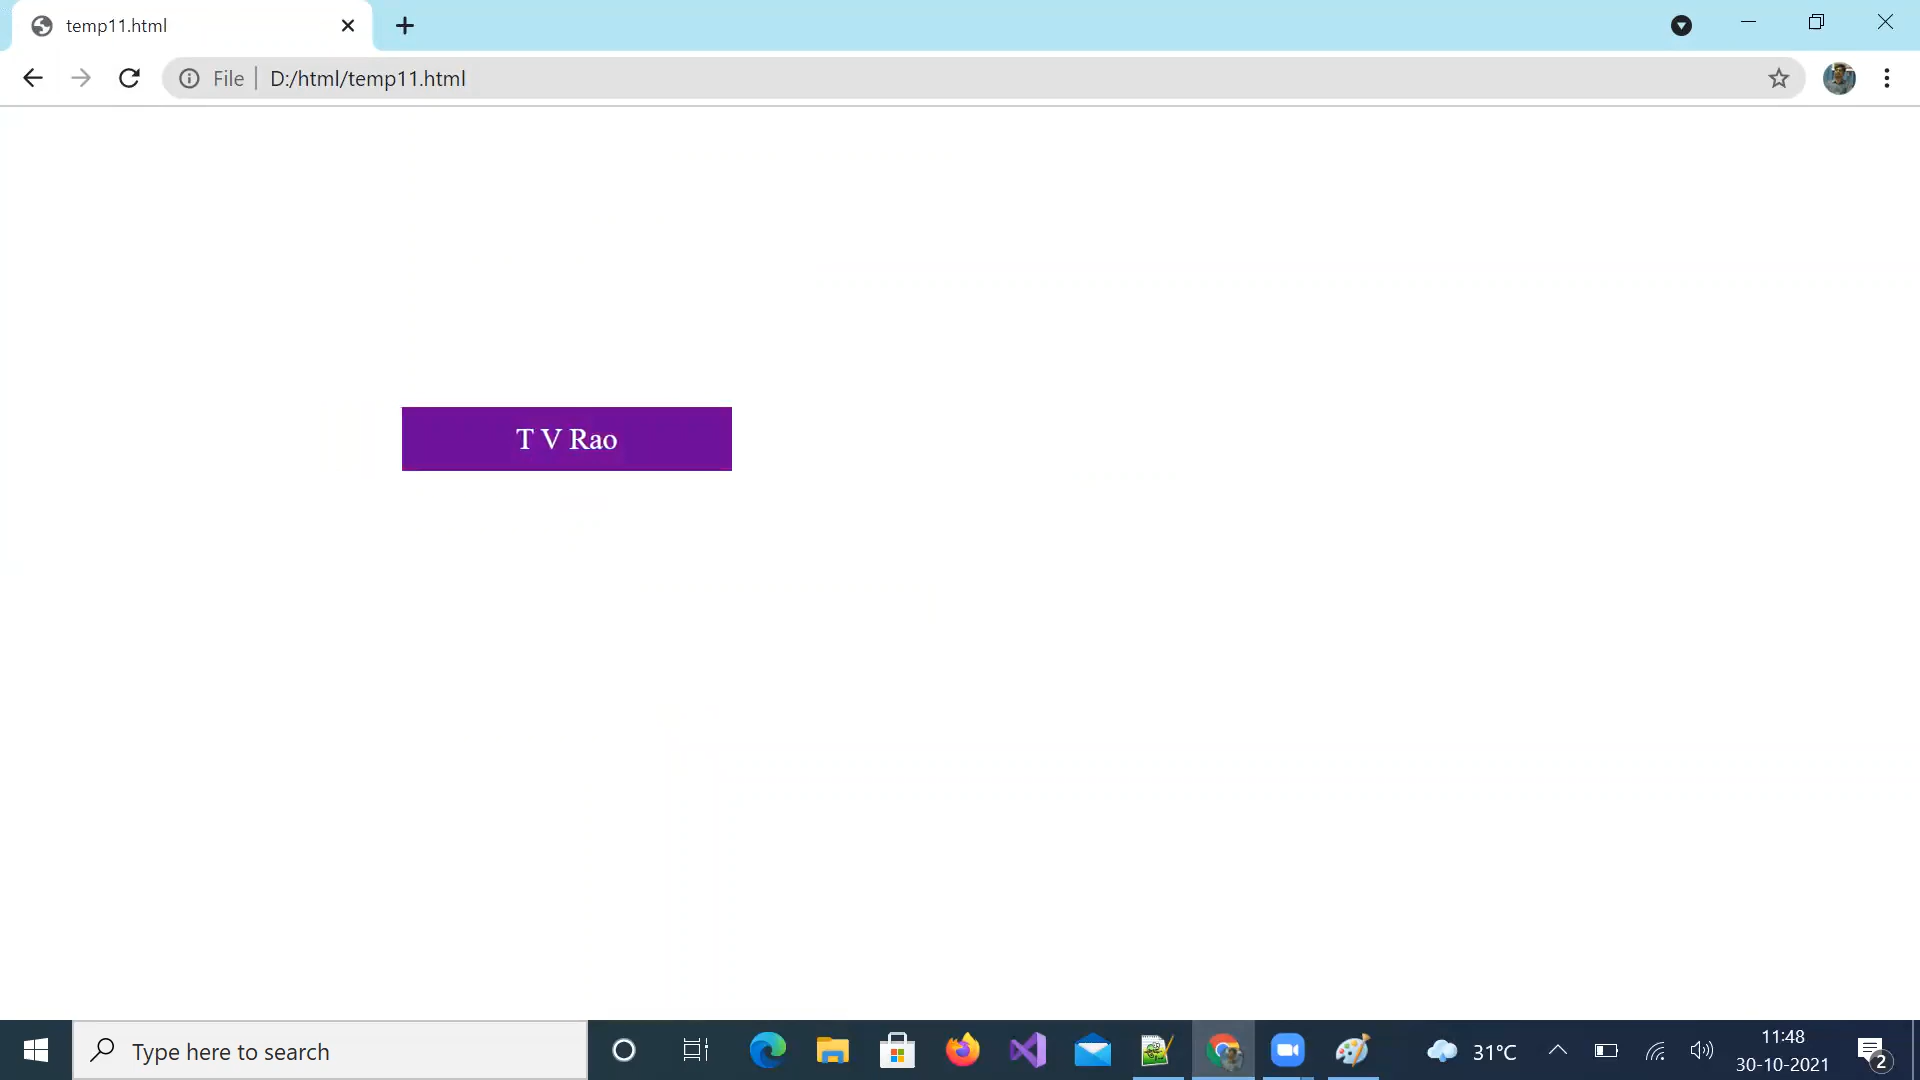 temp11.html
File
D:/html/temp11.html
T V Rao
Type here to search
31°C
11:48
30-10-2021
2